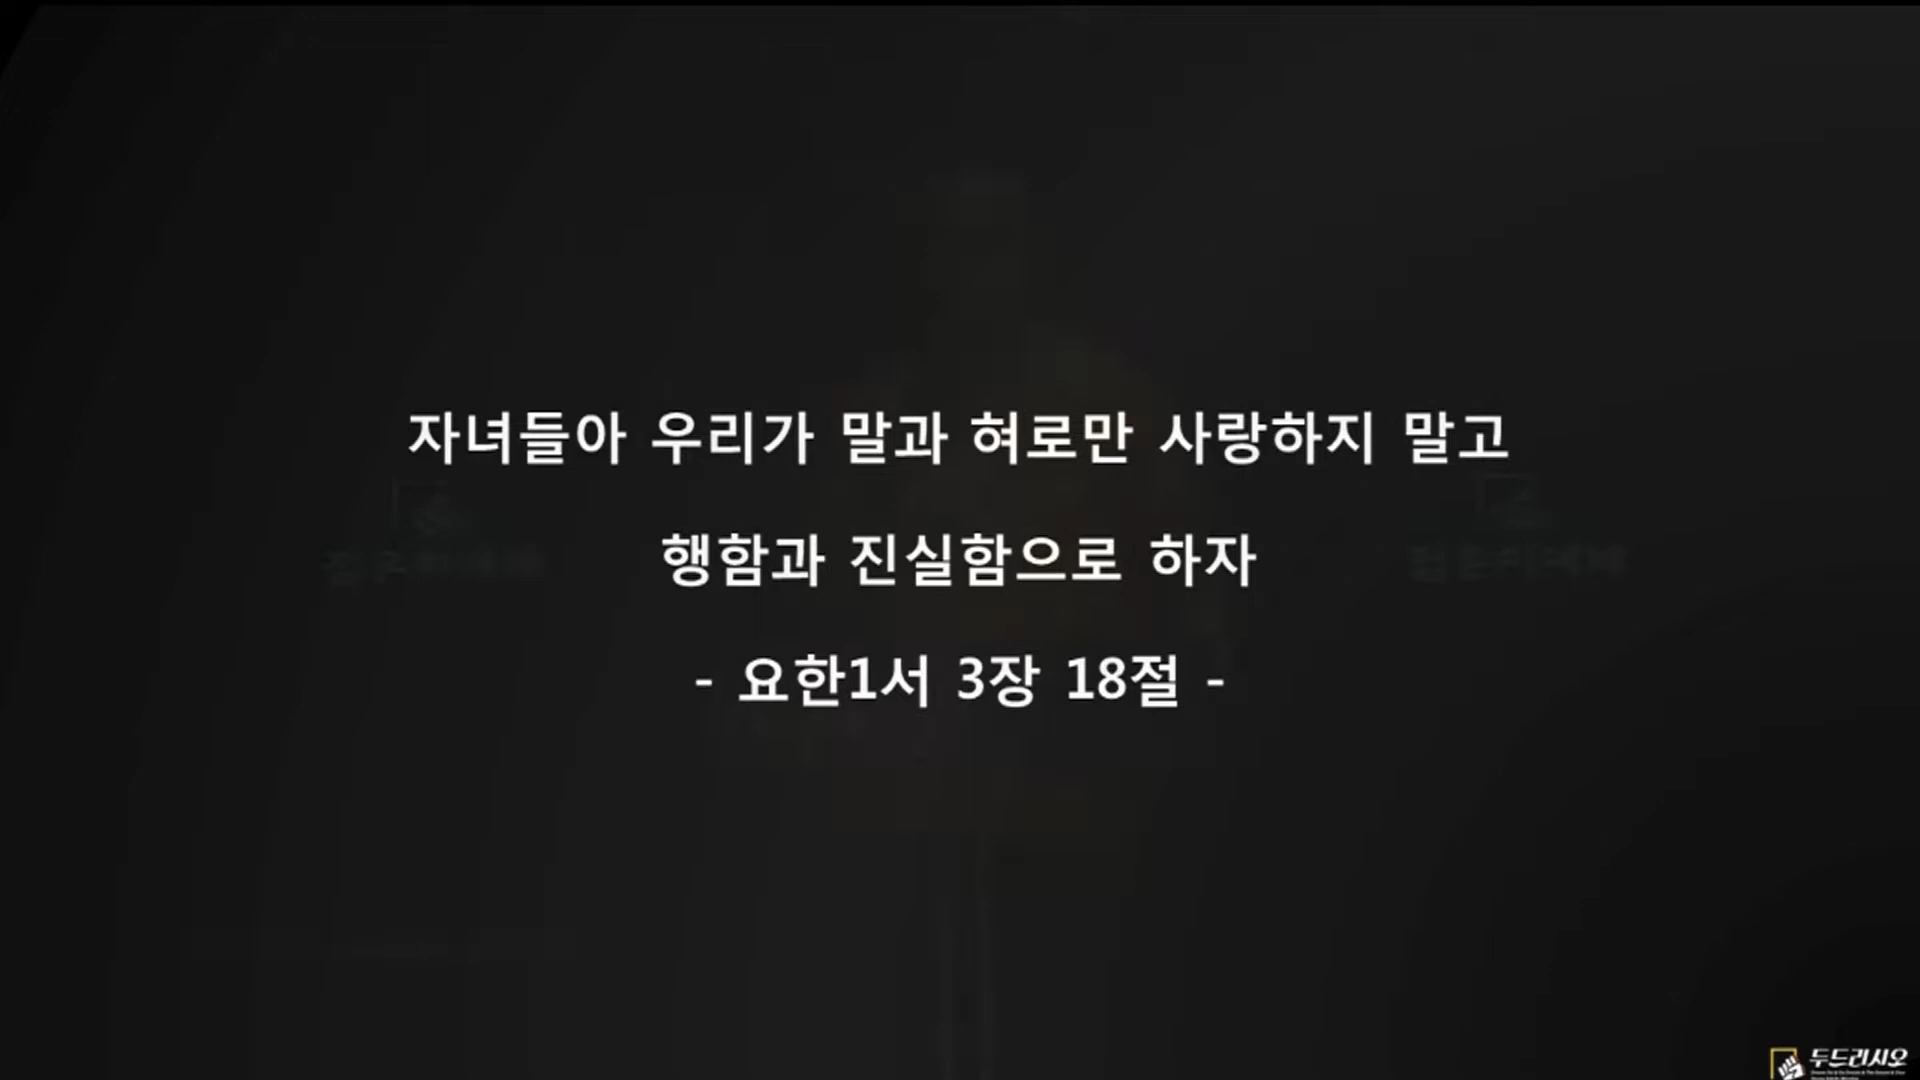 자녀들아 우리가 말과 혀로만 사랑하지 말고
행함과 진실함으로 하자
- 요한1서 3장 18절 -
두드리시오